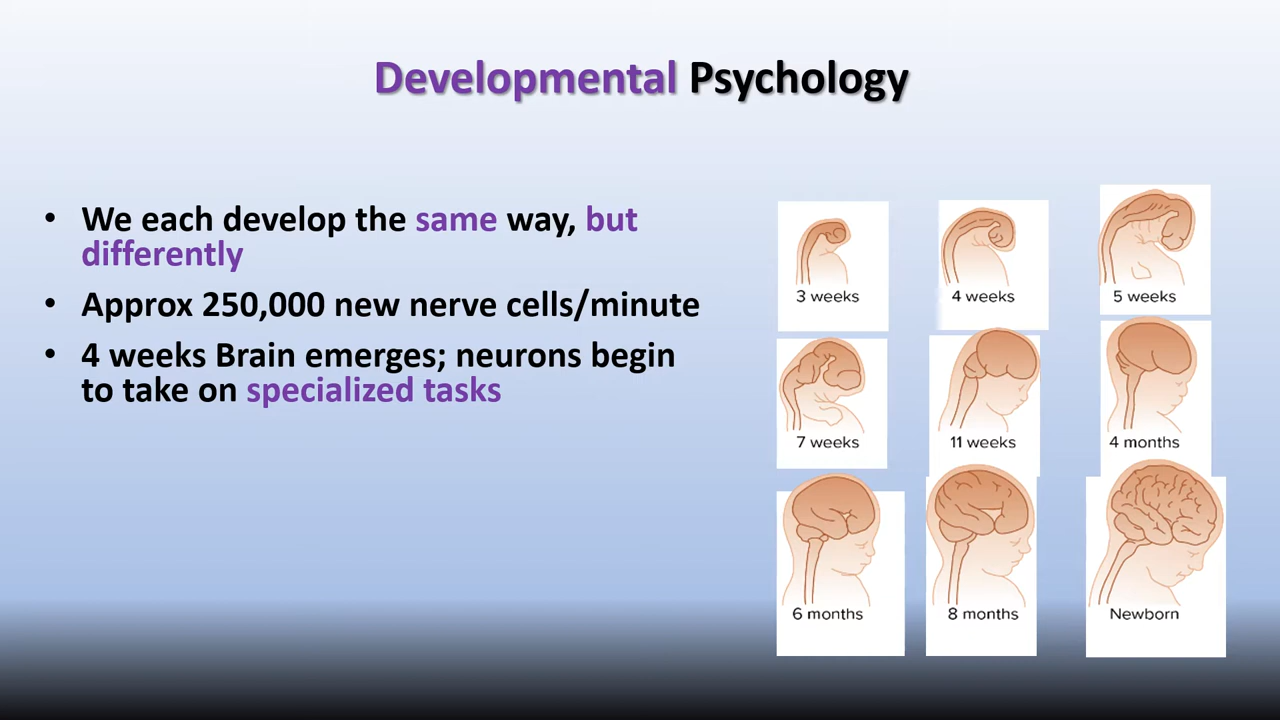 Developmental Psychology
• We each develop the same way, but
differently
• Approx 250,000 new nerve cells/minute
• 4 weeks Brain emerges; neurons begin
to take on specialized tasks
3 weeks
4 weeks
5 weeks
7 weeks
11 weeks
4 months
6 months
8 months
Newborn